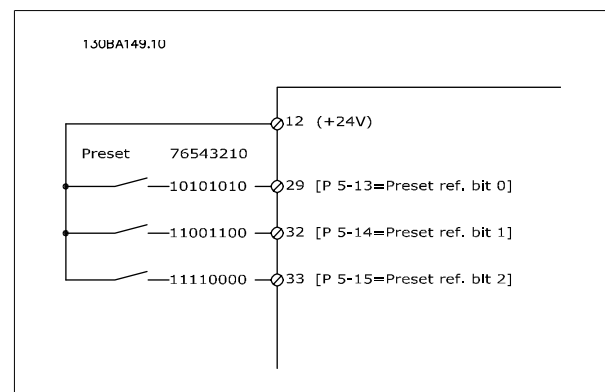 130BA149.10
12 (+24V)
Preset 76543210
10101010 29 [P 5-13=Preset ref. bit 0]
11001100 32 [P 5-14=Preset ref. bit 1]
11110000 33 [P 5-15=Preset ref. bit 2]